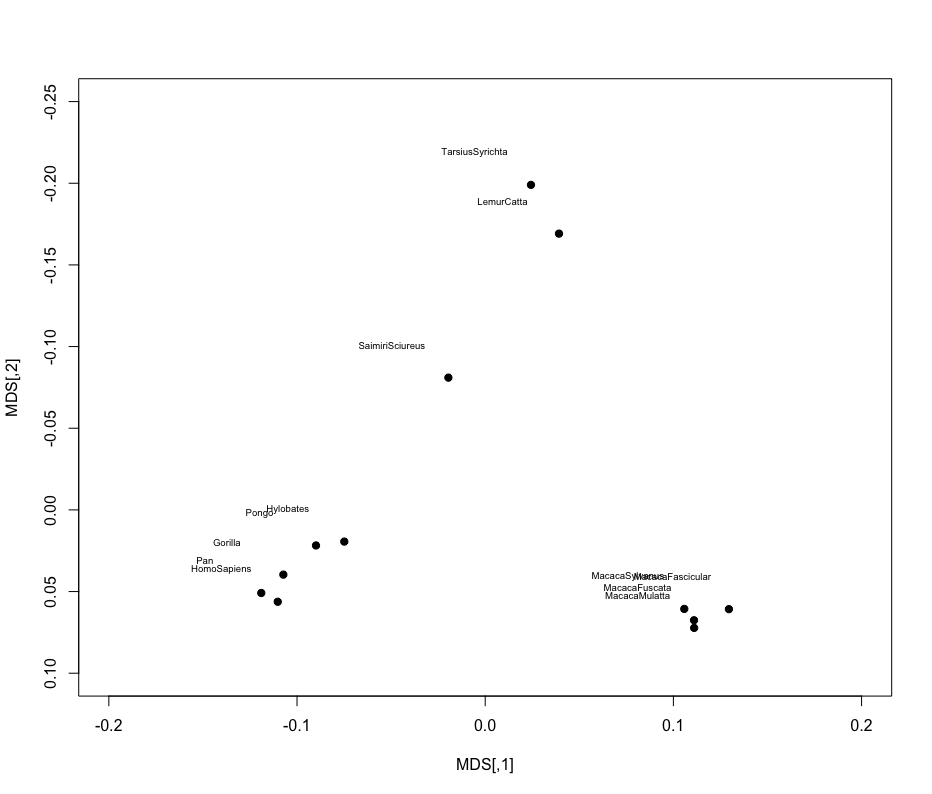 -0.25
TarsiusSyrichta
-0.20
LemurCatta
-0.15
SaimiriSciureus
-0.10
MDS[,2]
-0.05
0.00
Hylobates
Pongo
Gorilla
Pan
HomoSapiens
MacacaSylvanus
MacacaFascicular
MacacaFuscata
0.05
MacacaMulatta
0.10
-0.2 -0.1 0.0 0.1 0.2
MDS[,1]